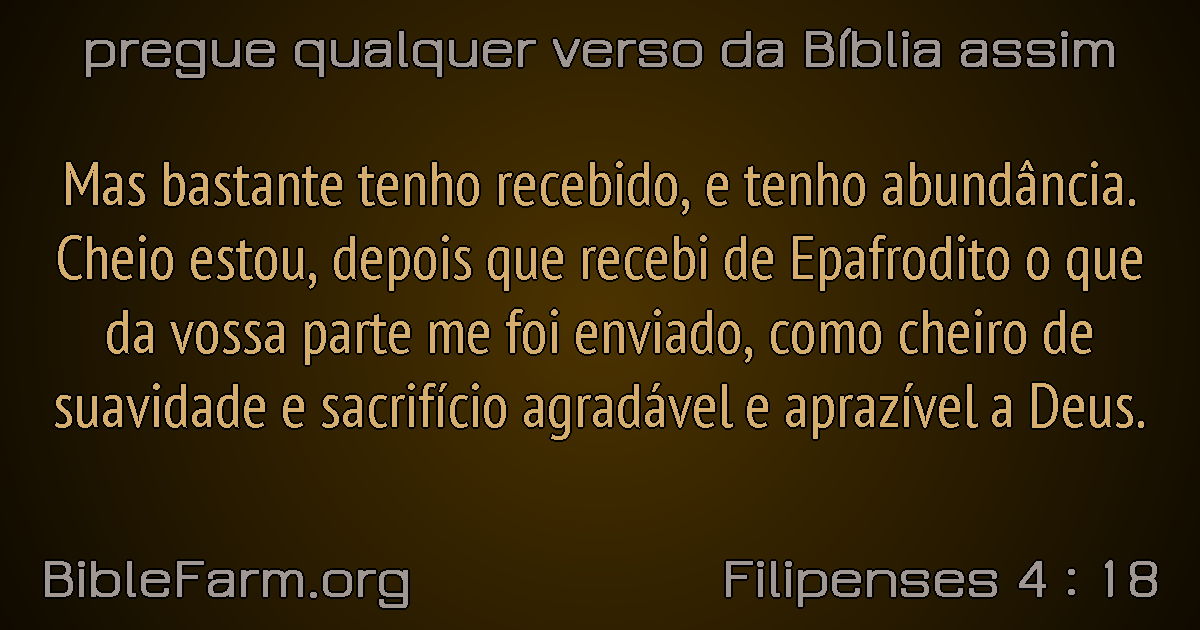 pregue qualquer verso da Bíblia assim
Mas bastante tenho recebido, e tenho abundância.
Cheio estou, depois que recebi de Epafrodito o que
da vossa parte me foi enviado, como cheiro de
suavidade e sacrifício agradável e aprazível a Deus.
BibleFarm.org
Filipenses 4 : 18